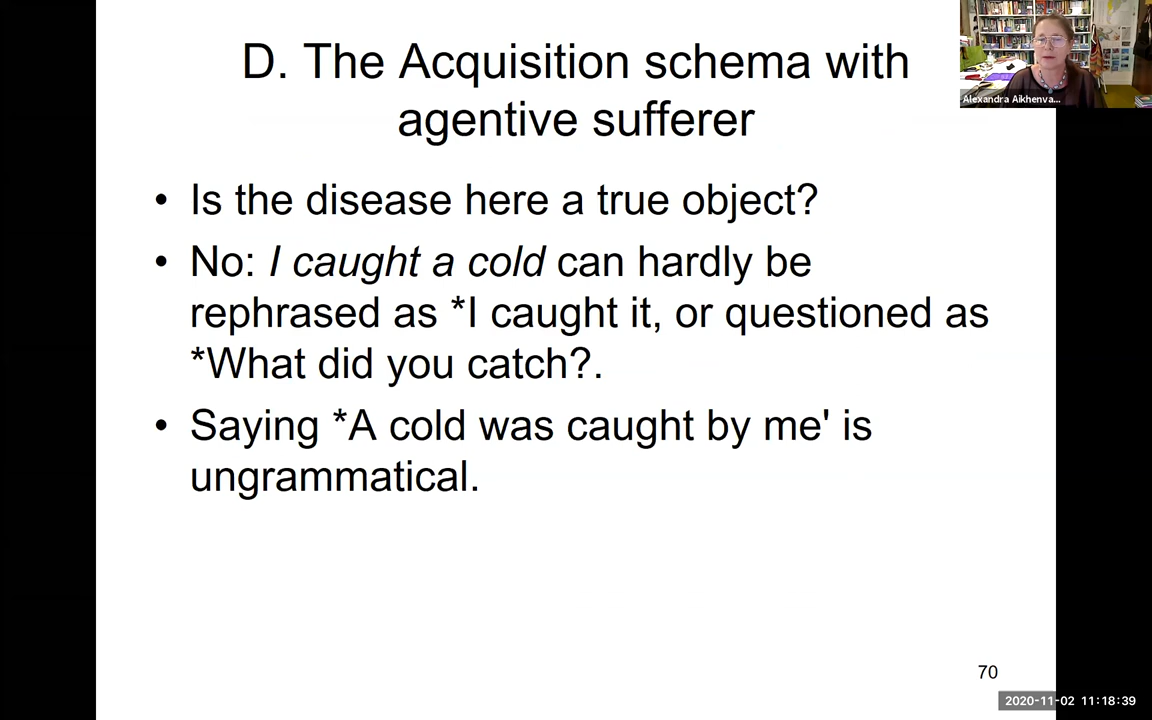 D. The Acquisition schema with
agentive sufferer
Alexandra Aikhenva...
• Is the disease here a true object?
• No: I caught a cold can hardly be
rephrased as *I caught it, or questioned as
*What did you catch?.
• Saying *A cold was caught by me' is
ungrammatical.
70
2020-11-02 11:18:39